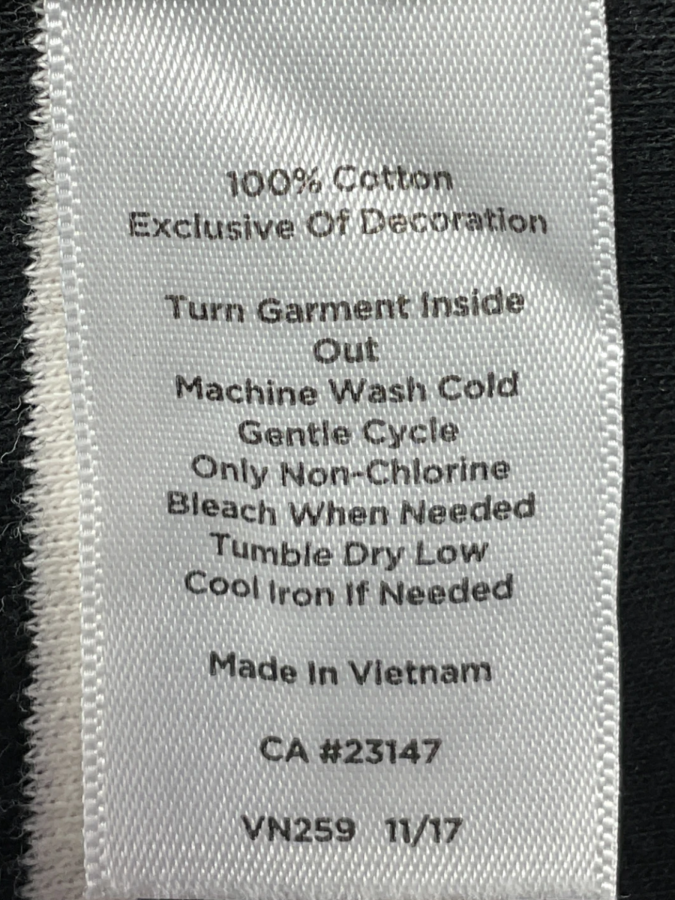 100% Cotton
Exclusive Of Decoration
Turn Garment Inside
Out
Machine Wash Cold
Gentle Cycle
Only Non-Chlorine
Bleach When Needed
Tumble Dry Low
Cool Iron If Needed
Made In Vietnam
CA #23147
VN259 11/17